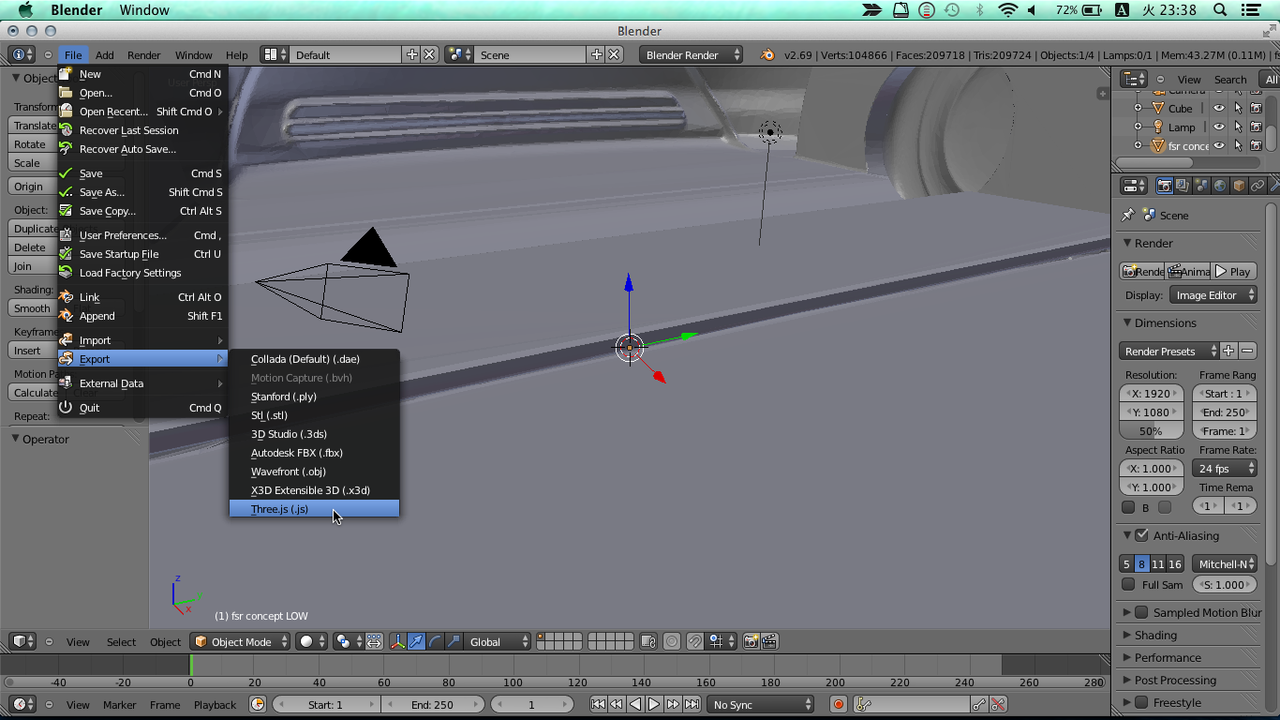 Blender Window 72% A 火 23:38
Blender
File Add Render Window Help Default Scene Blender Render v2.69 | Verts:104866 | Faces:209718 | Tris:209724 | Objects:1/4 | Lamps:0/1 | Mem:43.27M (0.11M) |
New Cmd N
Open... Cmd O
Open Recent... Shift Cmd O
Recover Last Session
Recover Auto Save...
Save Cmd S
Save As... Shift Cmd S
Save Copy... Ctrl Alt S
User Preferences... Cmd ,
Save Startup File Ctrl U
Load Factory Settings
Link Ctrl Alt O
Append Shift F1
Import
Export
External Data
Quit Cmd Q
Collada (Default) (.dae)
Motion Capture (.bvh)
Stanford (.ply)
Stl (.stl)
3D Studio (.3ds)
Autodesk FBX (.fbx)
Wavefront (.obj)
X3D Extensible 3D (.x3d)
Three.js (.js)
Object
Transform
Translate
Rotate
Scale
Origin
Object:
Duplicate
Delete
Join
Shading:
Smooth
Keyframe
Insert
Motion Pa
Calculate
Repeat:
Operator
z
x
(1) fsr concept LOW
View Search All
Camera
Cube
Lamp
fsr conce
Scene
Render
Rende Anima Play
Display: Image Editor
Dimensions
Render Presets
Resolution: Frame Rang
X: 1920 Start : 1
Y: 1080 End: 250
50% Frame: 1
Aspect Ratio Frame Rate:
X: 1.000 24 fps
Y: 1.000 Time Rema
B 1 1
Anti-Aliasing
5 8 11 16 Mitchell-N
Full Sam S: 1.000
Sampled Motion Blur
Shading
Performance
Post Processing
Freestyle
View Select Object Object Mode Global
-40 -20 0 20 40 60 80 100 120 140 160 180 200 220 240 260 280
View Marker Frame Playback Start: 1 End: 250 1 No Sync